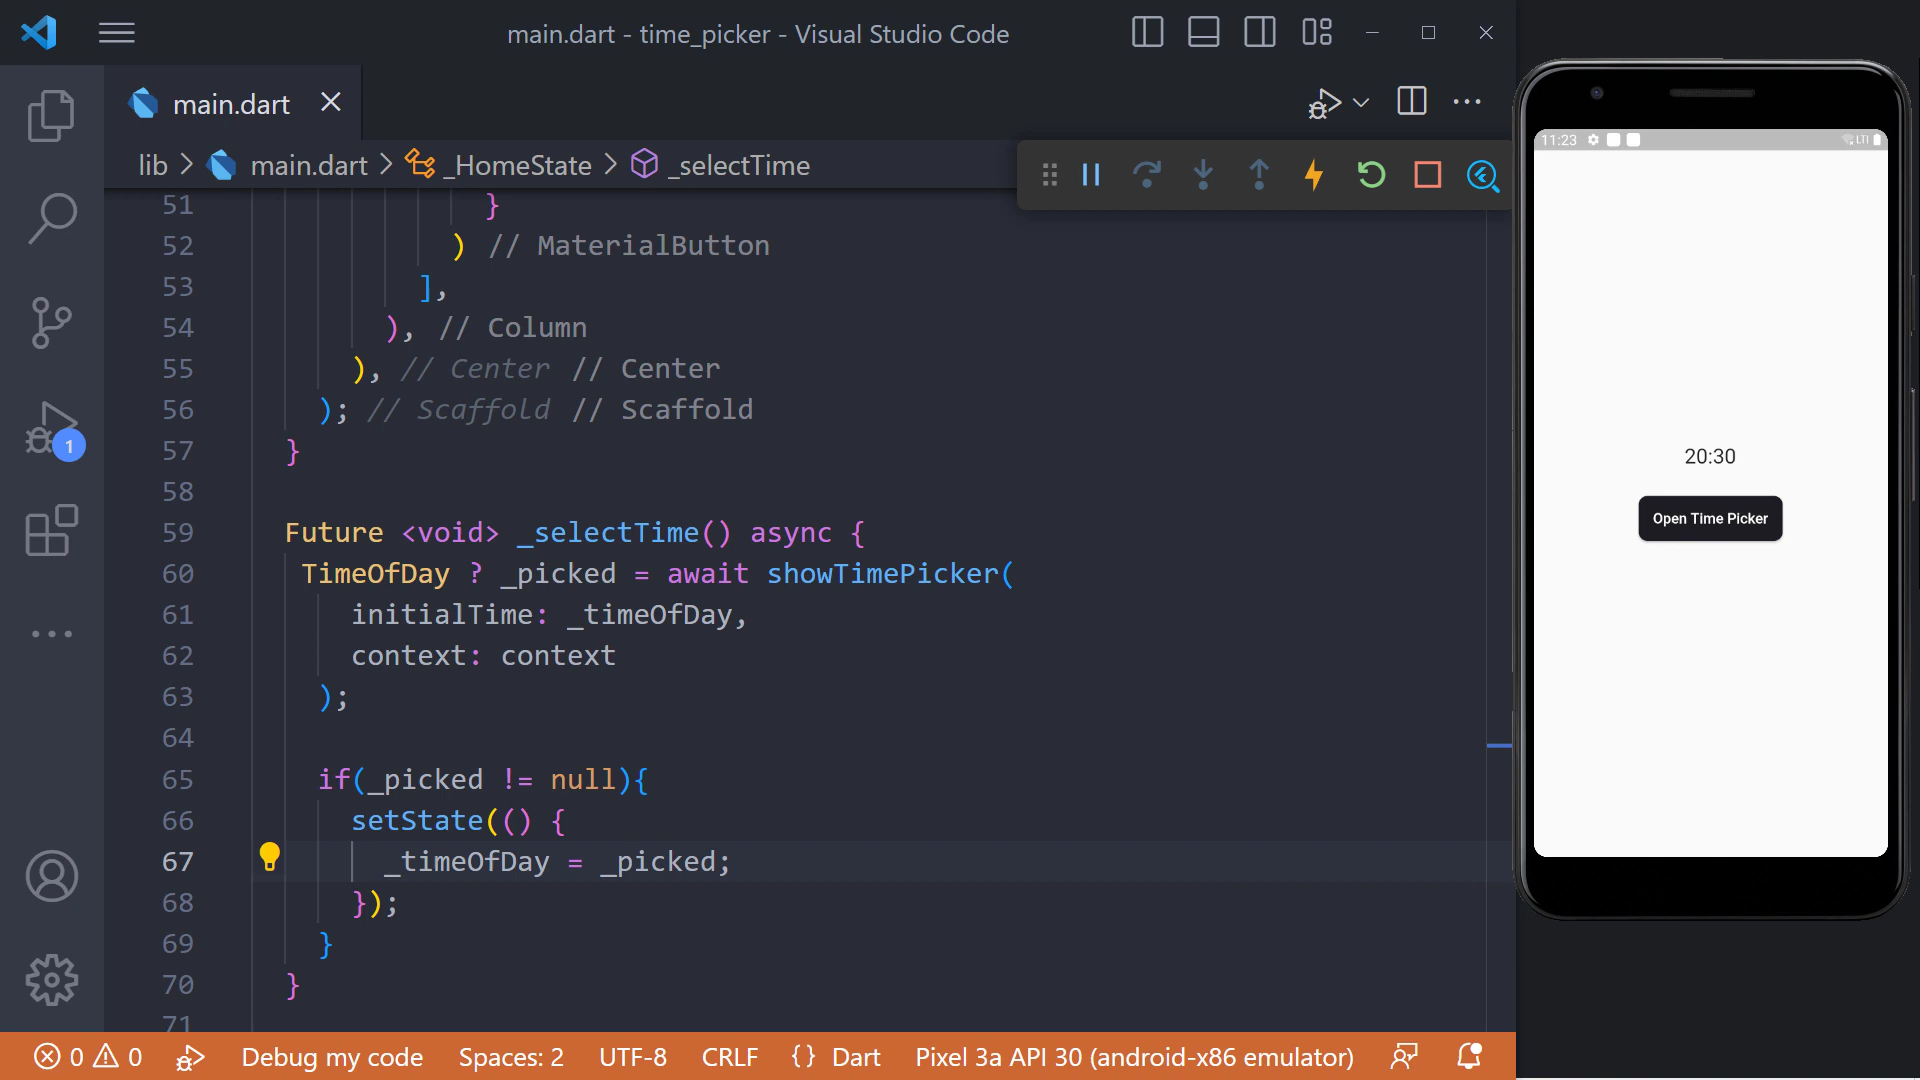 main.dart - time_picker - Visual Studio Code
main.dart
lib > main.dart > _HomeState > _selectTime
51 }
52 ) // MaterialButton
53 ],
54 ), // Column
55 ), // Center // Center
56 ); // Scaffold // Scaffold
57 }
58
59 Future <void> _selectTime() async {
60 TimeOfDay ? _picked = await showTimePicker(
61 initialTime: _timeOfDay,
62 context: context
63 );
64
65 if(_picked != null){
66 setState(() {
67 _timeOfDay = _picked;
68 });
69 }
70 }
71
1
0 0 Debug my code Spaces: 2 UTF-8 CRLF {} Dart Pixel 3a API 30 (android-x86 emulator)
11:23 LTE
20:30
Open Time Picker